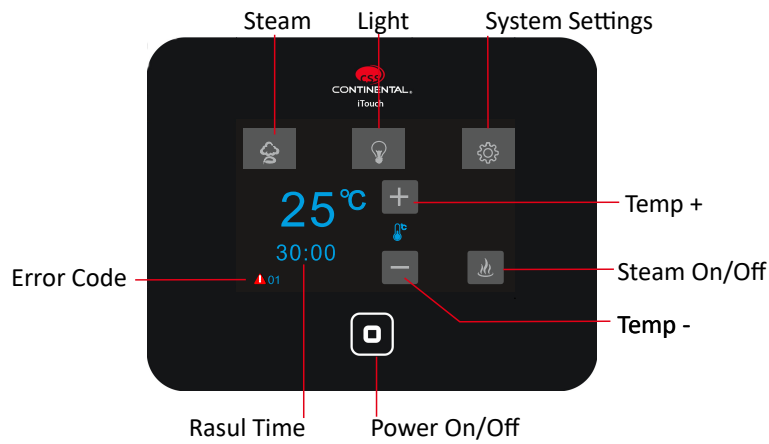 Steam Light System Settings
CSS
CONTINENTAL.
iTouch
25°C
Temp +
°C
30:00
Error Code
01
Steam On/Off
Temp -
Rasul Time
Power On/Off